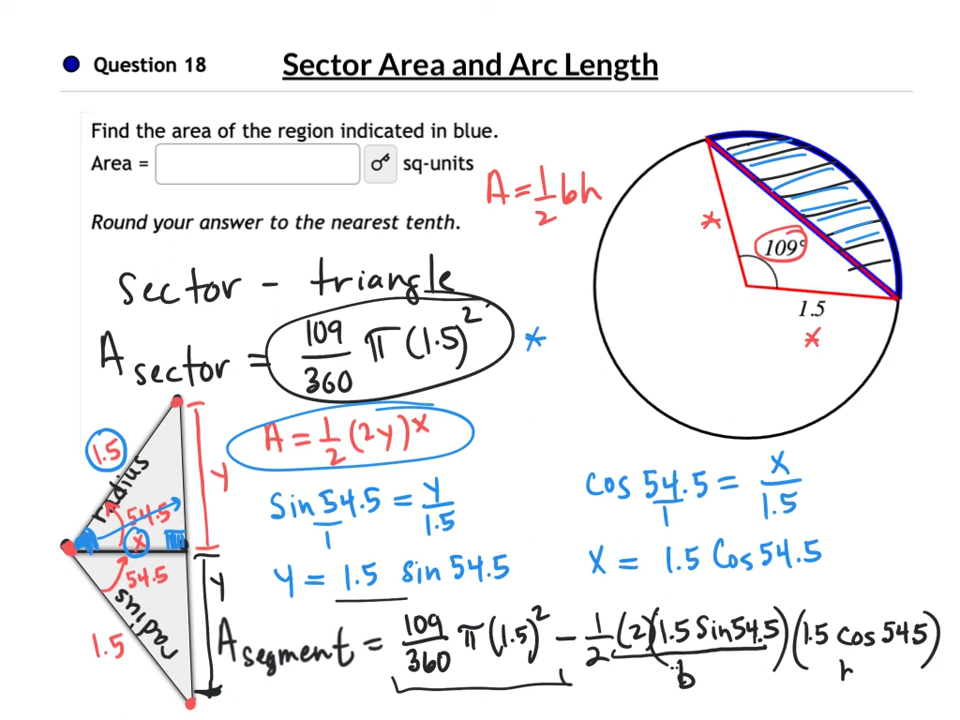 Question 18
Sector Area and Arc Length
Find the area of the region indicated in blue.
Area = sq-units
Round your answer to the nearest tenth.
A = 1/2 bh
109°
1.5
sector - triangle
A sector = 109/360 π (1.5)²
A = 1/2 (2y) x
1.5
radius
54.5
x
y
54.5
y
radius
1.5
Sin 54.5/1 = y/1.5
y = 1.5 sin 54.5
cos 54.5/1 = x/1.5
x = 1.5 Cos 54.5
A segment = 109/360 π (1.5)² - 1/2 (2)(1.5 Sin 54.5)(1.5 cos 54.5)
b
h